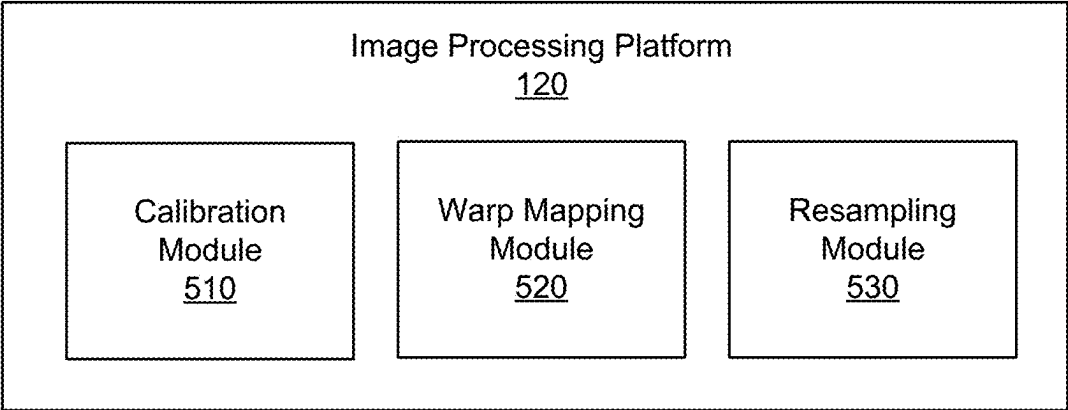 Image Processing Platform
120
Calibration
Module
510
Warp Mapping
Module
520
Resampling
Module
530